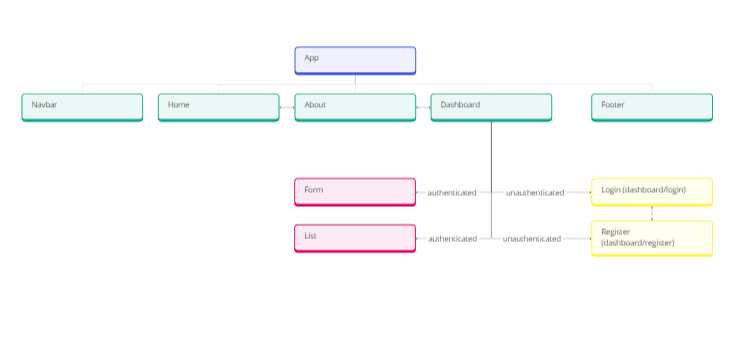 App
Navbar
Home
About
Dashboard
Footer
Form
authenticated
unauthenticated
Login (dashboard/login)
List
authenticated
unauthenticated
Register
(dashboard/register)